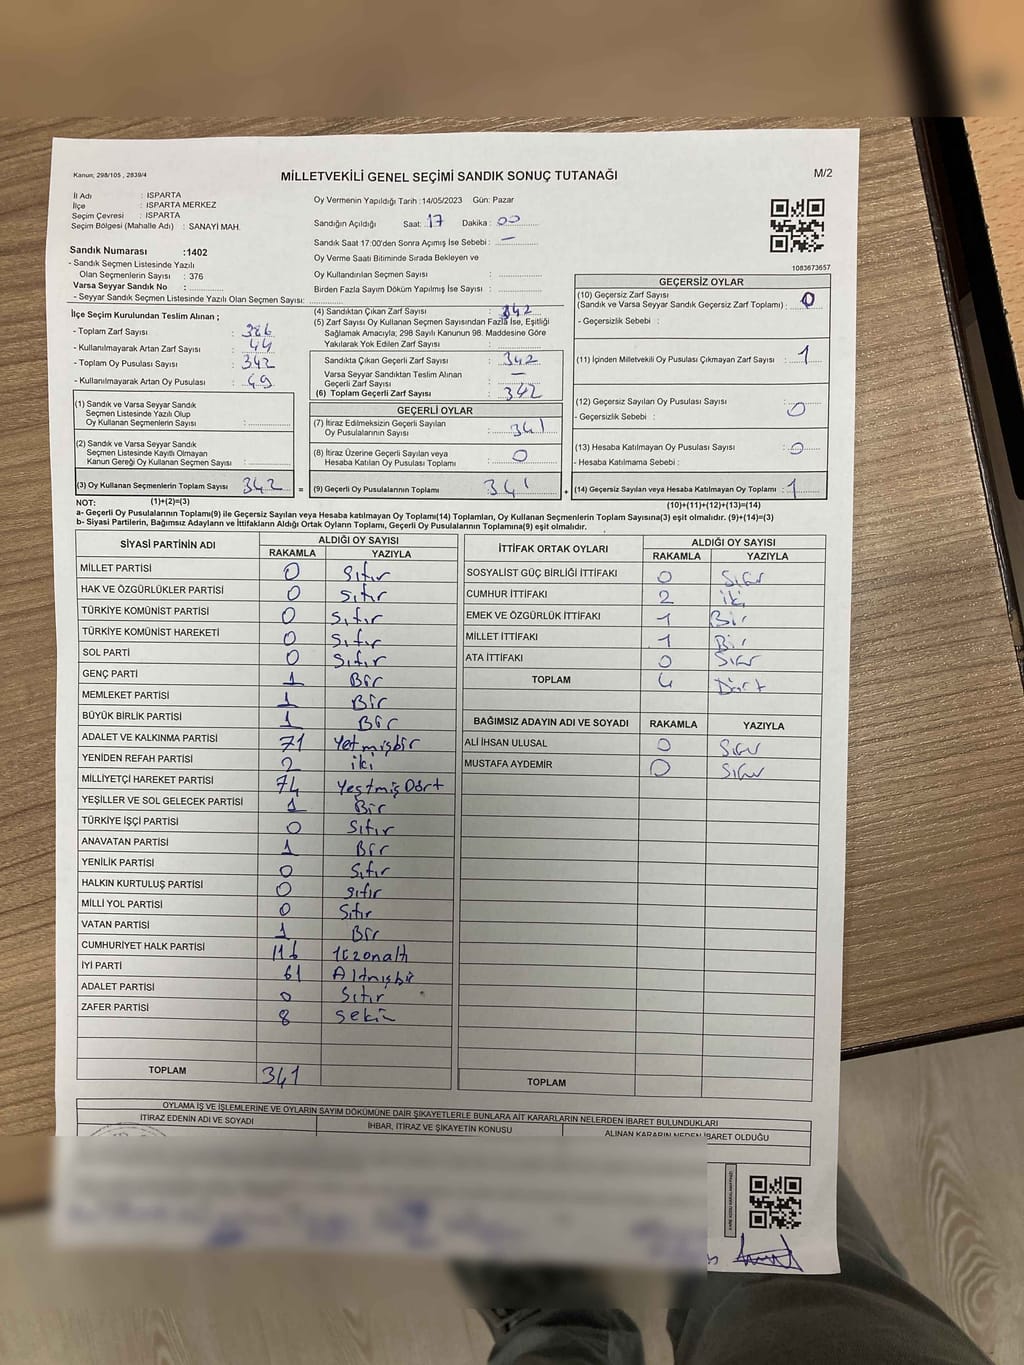 Kanun; 298/105 , 2839/4
MİLLETVEKİLİ GENEL SEÇİMİ SANDIK SONUÇ TUTANAĞI
M/2
İl Adı : ISPARTA
İlçe : ISPARTA MERKEZ
Seçim Çevresi : ISPARTA
Seçim Bölgesi (Mahalle Adı) : SANAYİ MAH.
Sandık Numarası :1402
- Sandık Seçmen Listesinde Yazılı
Olan Seçmenlerin Sayısı : 376
Varsa Seyyar Sandık No :
- Seyyar Sandık Seçmen Listesinde Yazılı Olan Seçmen Sayısı:
Oy Vermenin Yapıldığı Tarih :14/05/2023 Gün: Pazar
Sandığın Açıldığı Saat: 17 Dakika : 00
Sandık Saat 17:00'den Sonra Açımış İse Sebebi : —
Oy Verme Saati Bitiminde Sırada Bekleyen ve
Oy Kullandırılan Seçmen Sayısı :
Birden Fazla Sayım Döküm Yapılmış İse Sayısı :
1083673657
İlçe Seçim Kurulundan Teslim Alınan ;
- Toplam Zarf Sayısı : 386
- Kullanılmayarak Artan Zarf Sayısı : 44
- Toplam Oy Pusulası Sayısı : 342
- Kullanılmayarak Artan Oy Pusulası : 49
(1) Sandık ve Varsa Seyyar Sandık
Seçmen Listesinde Yazılı Olup
Oy Kullanan Seçmenlerin Sayısı :
(2) Sandık ve Varsa Seyyar Sandık
Seçmen Listesinde Kayıtlı Olmayan
Kanun Gereği Oy Kullanan Seçmen Sayısı :
(3) Oy Kullanan Seçmenlerin Toplam Sayısı : 342 =
(4) Sandıktan Çıkan Zarf Sayısı : 342
(5) Zarf Sayısı Oy Kullanan Seçmen Sayısından Fazla İse, Eşitliği
Sağlamak Amacıyla; 298 Sayılı Kanunun 98. Maddesine Göre
Yakılarak Yok Edilen Zarf Sayısı :
Sandıkta Çıkan Geçerli Zarf Sayısı : 342
Varsa Seyyar Sandıktan Teslim Alınan
Geçerli Zarf Sayısı : —
(6) Toplam Geçerli Zarf Sayısı : 342
GEÇERLİ OYLAR
(7) İtiraz Edilmeksizin Geçerli Sayılan
Oy Pusulalarının Sayısı : 341
(8) İtiraz Üzerine Geçerli Sayılan veya
Hesaba Katılan Oy Pusulası Toplamı : 0
(9) Geçerli Oy Pusulalarının Toplamı : 341 +
GEÇERSİZ OYLAR
(10) Geçersiz Zarf Sayısı
(Sandık ve Varsa Seyyar Sandık Geçersiz Zarf Toplamı) : 0
- Geçersizlik Sebebi :
(11) İçinden Milletvekili Oy Pusulası Çıkmayan Zarf Sayısı : 1
(12) Geçersiz Sayılan Oy Pusulası Sayısı : 0
- Geçersizlik Sebebi :
(13) Hesaba Katılmayan Oy Pusulası Sayısı : 0
- Hesaba Katılmama Sebebi :
(14) Geçersiz Sayılan veya Hesaba Katılmayan Oy Toplamı : 1
NOT: (1)+(2)=(3) (10)+(11)+(12)+(13)=(14)
a- Geçerli Oy Pusulalarının Toplamı(9) ile Geçersiz Sayılan veya Hesaba katılmayan Oy Toplamı(14) Toplamları, Oy Kullanan Seçmenlerin Toplam Sayısına(3) eşit olmalıdır. (9)+(14)=(3)
b- Siyasi Partilerin, Bağımsız Adayların ve İttifakların Aldığı Ortak Oyların Toplamı, Geçerli Oy Pusulalarının Toplamına(9) eşit olmalıdır.
SİYASİ PARTİNİN ADI ALDIĞI OY SAYISI
RAKAMLA YAZIYLA
MİLLET PARTİSİ 0 Sıfır
HAK VE ÖZGÜRLÜKLER PARTİSİ 0 Sıfır
TÜRKİYE KOMÜNİST PARTİSİ 0 Sıfır
TÜRKİYE KOMÜNİST HAREKETİ 0 Sıfır
SOL PARTİ 0 Sıfır
GENÇ PARTİ 1 Bir
MEMLEKET PARTİSİ 1 Bir
BÜYÜK BİRLİK PARTİSİ 1 Bir
ADALET VE KALKINMA PARTİSİ 71 Yetmişbir
YENİDEN REFAH PARTİSİ 2 iki
MİLLİYETÇİ HAREKET PARTİSİ 74 Yeştmiş Dört
YEŞİLLER VE SOL GELECEK PARTİSİ 1 Bir
TÜRKİYE İŞÇİ PARTİSİ 0 Sıfır
ANAVATAN PARTİSİ 1 Bir
YENİLİK PARTİSİ 0 Sıfır
HALKIN KURTULUŞ PARTİSİ 0 Sıfır
MİLLİ YOL PARTİSİ 0 Sıfır
VATAN PARTİSİ 1 Bir
CUMHURİYET HALK PARTİSİ 116 Yüzonaltı
İYİ PARTİ 61 Altmışbir
ADALET PARTİSİ 0 Sıfır
ZAFER PARTİSİ 8 Sekiz
TOPLAM 341
İTTİFAK ORTAK OYLARI ALDIĞI OY SAYISI
RAKAMLA YAZIYLA
SOSYALİST GÜÇ BİRLİĞİ İTTİFAKI 0 Sıfır
CUMHUR İTTİFAKI 2 iki
EMEK VE ÖZGÜRLÜK İTTİFAKI 1 Bir
MİLLET İTTİFAKI 1 Bir
ATA İTTİFAKI 0 Sıfır
TOPLAM 4 Dört
BAĞIMSIZ ADAYIN ADI VE SOYADI RAKAMLA YAZIYLA
ALİ İHSAN ULUSAL 0 Sıfır
MUSTAFA AYDEMİR 0 Sıfır
TOPLAM
OYLAMA İŞ VE İŞLEMLERİNE VE OYLARIN SAYIM DÖKÜMÜNE DAİR ŞİKAYETLERLE BUNLARA AİT KARARLARIN NELERDEN İBARET BULUNDUKLARI
İTİRAZ EDENİN ADI VE SOYADI İHBAR, İTİRAZ VE ŞİKAYETİN KONUSU ALINAN KARARIN NEDEN İBARET OLDUĞU